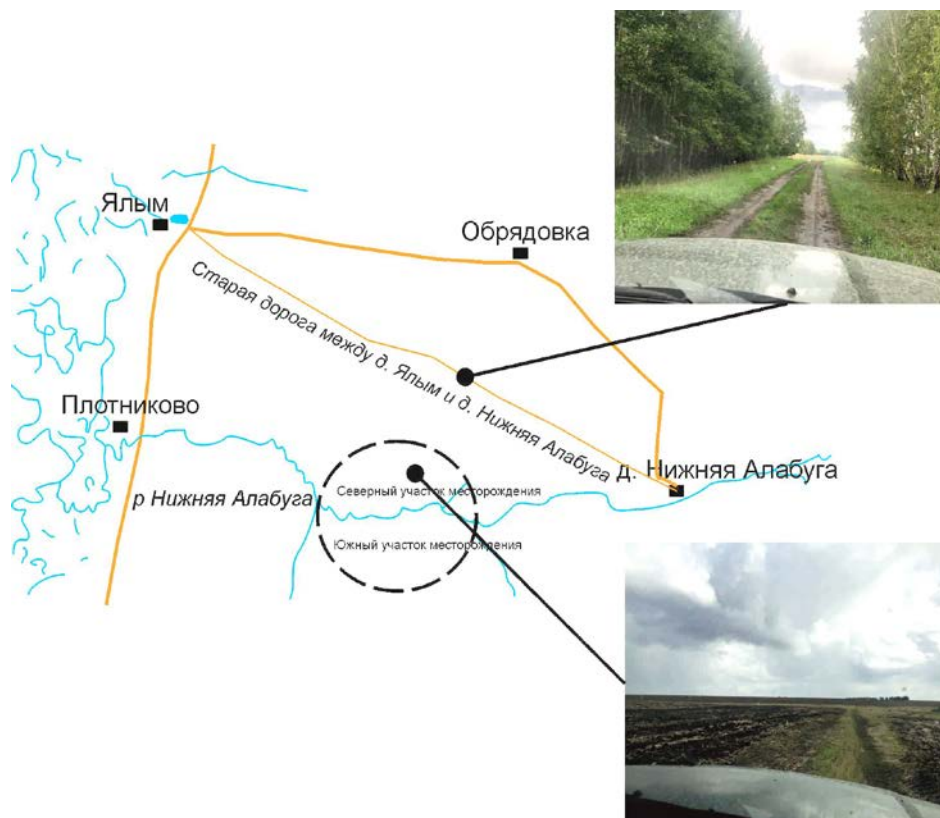 Ялым
Обрядовка
Старая дорога между д. Ялым и д. Нижняя Алабуга
Плотниково
д. Нижняя Алабуга
р Нижняя Алабуга
Северный участок месторождения
Южный участок месторождения